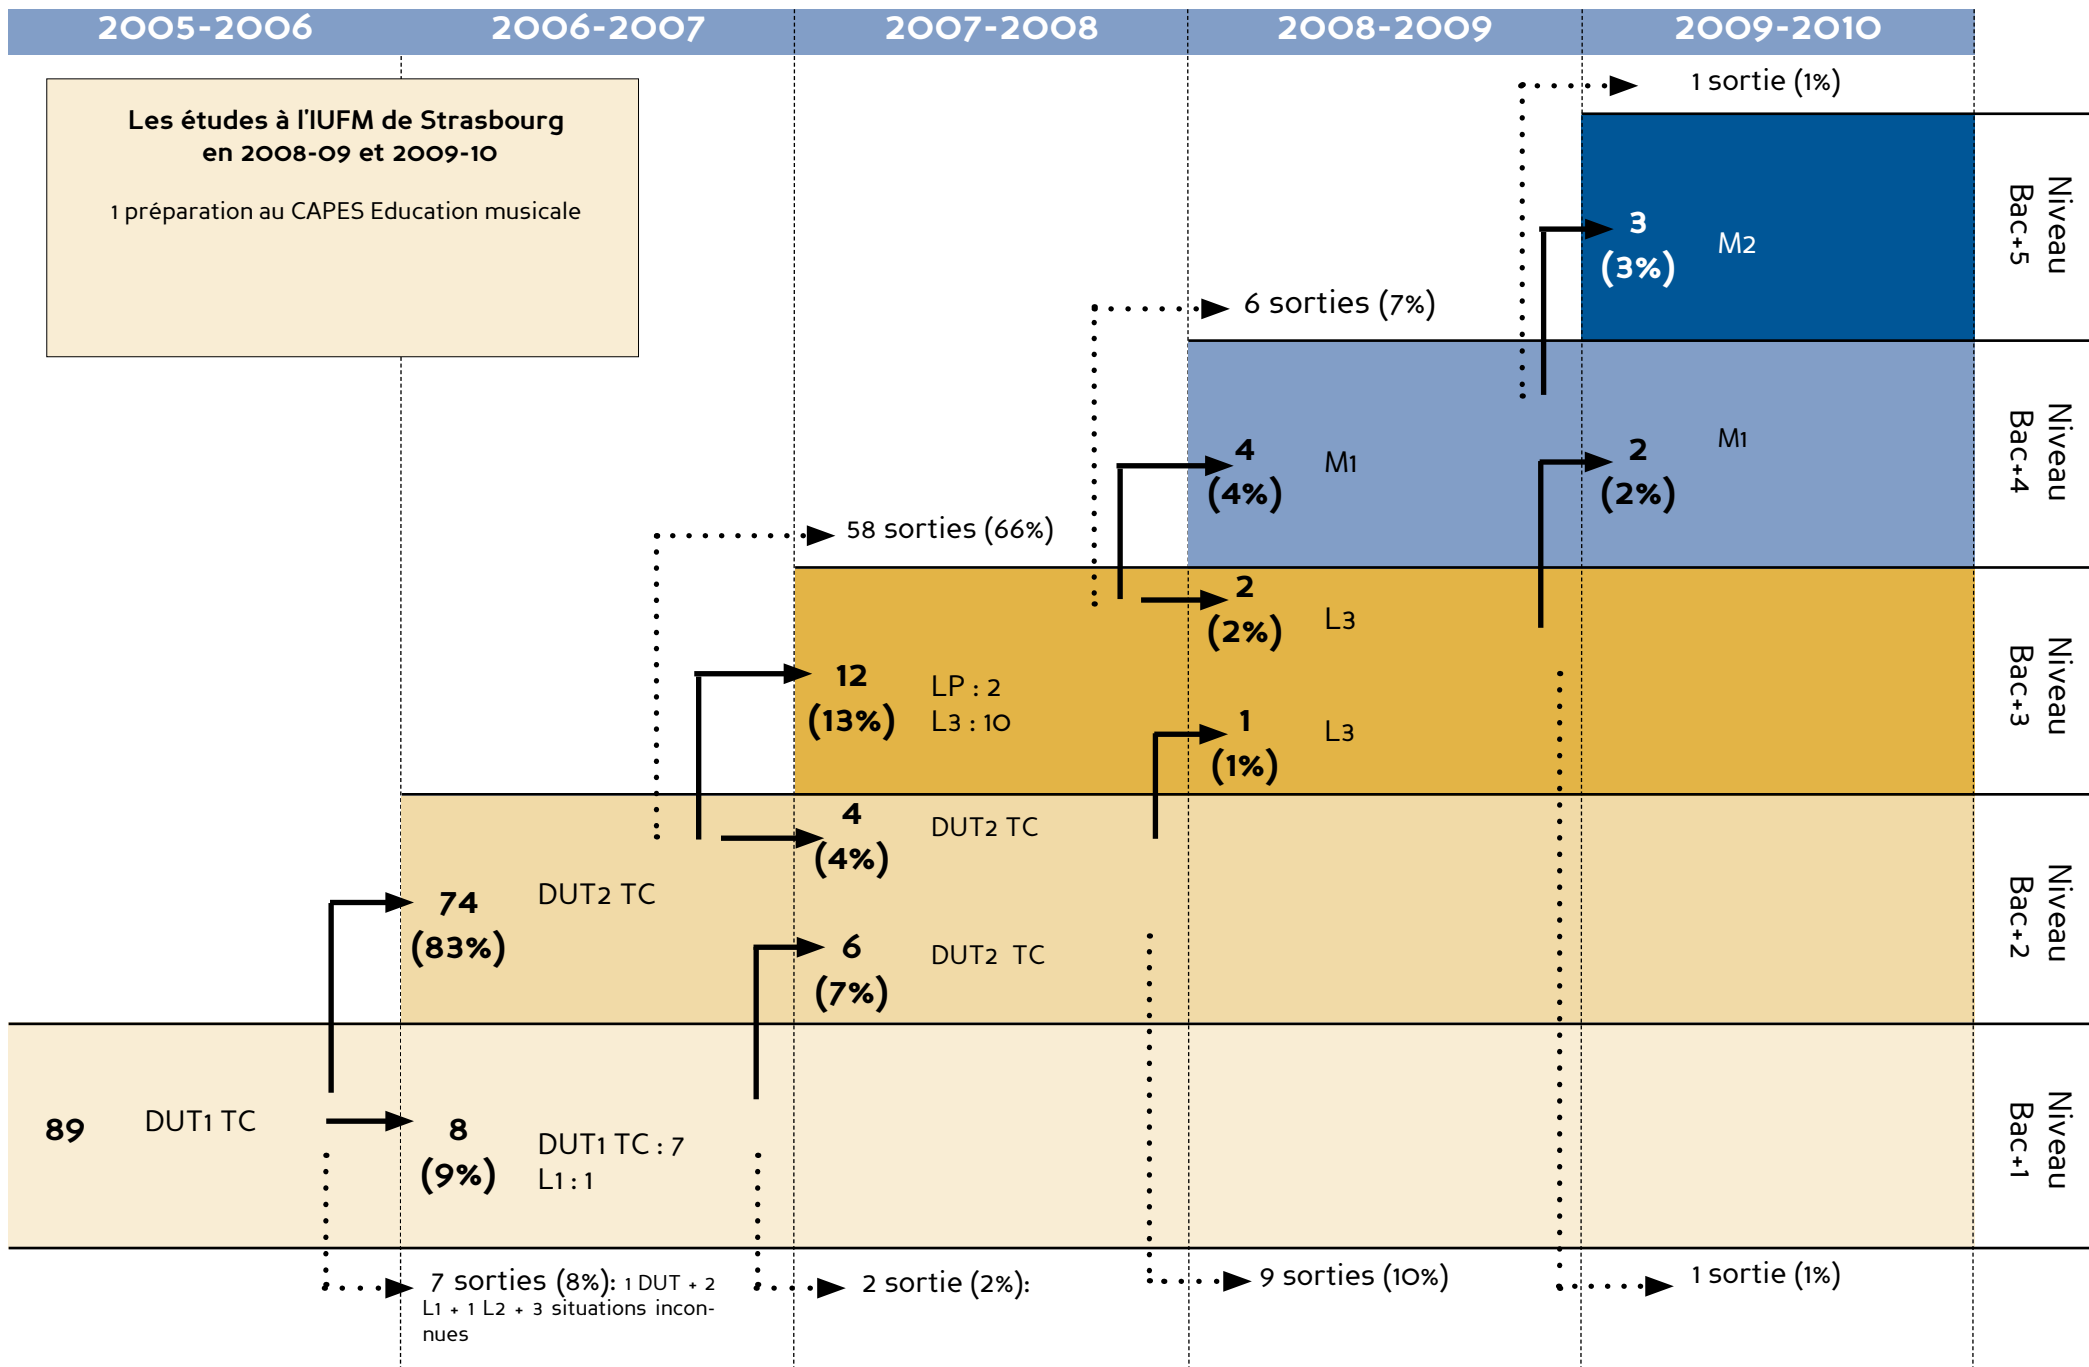 2005-2006 2006-2007 2007-2008 2008-2009 2009-2010
Les études à l'IUFM de Strasbourg
en 2008-09 et 2009-10
1 préparation au CAPES Education musicale
1 sortie (1%)
3
(3%)
M2
Niveau
Bac+5
6 sorties (7%)
4
(4%)
M1
2
(2%)
M1
Niveau
Bac+4
58 sorties (66%)
12
(13%)
LP : 2
L3 : 10
2
(2%)
L3
1
(1%)
L3
Niveau
Bac+3
74
(83%)
DUT2 TC
4
(4%)
DUT2 TC
6
(7%)
DUT2 TC
Niveau
Bac+2
89
DUT1 TC
8
(9%)
DUT1 TC : 7
L1 : 1
Niveau
Bac+1
7 sorties (8%): 1 DUT + 2
L1 + 1 L2 + 3 situations incon-
nues
2 sortie (2%):
9 sorties (10%)
1 sortie (1%)